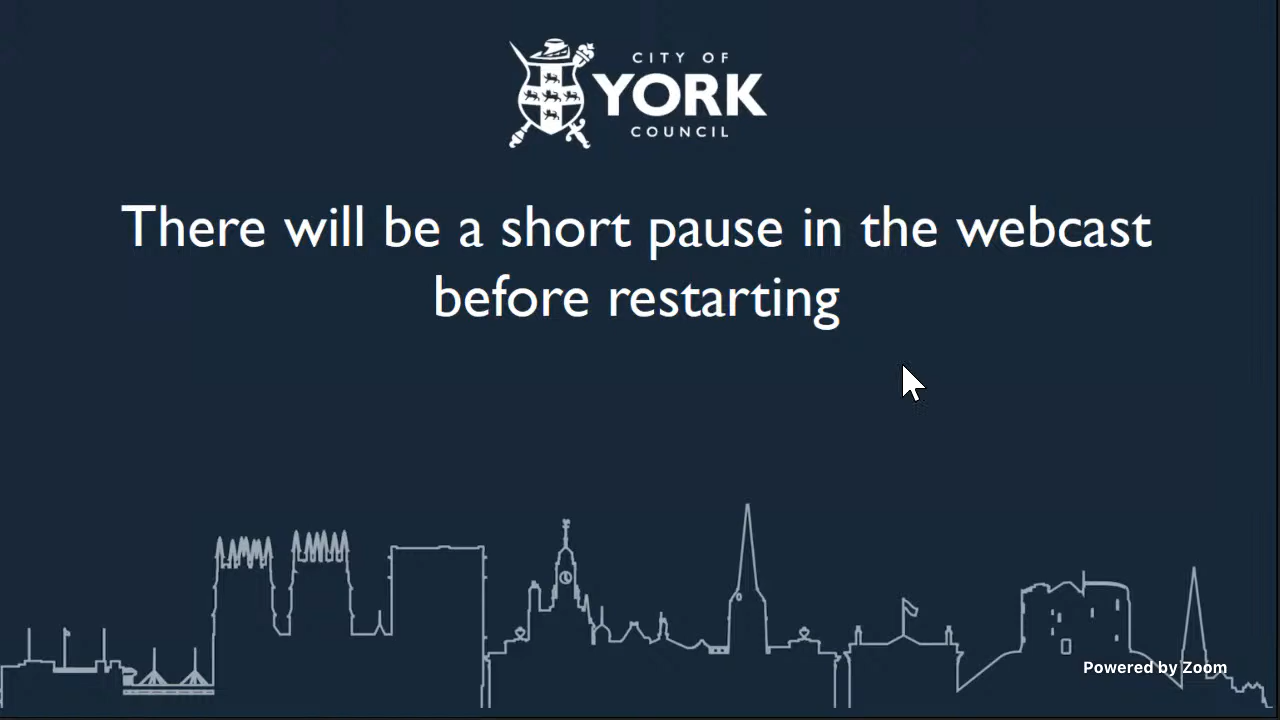 CITY OF
YORK
COUNCIL
There will be a short pause in the webcast
before restarting
Powered by Zoom